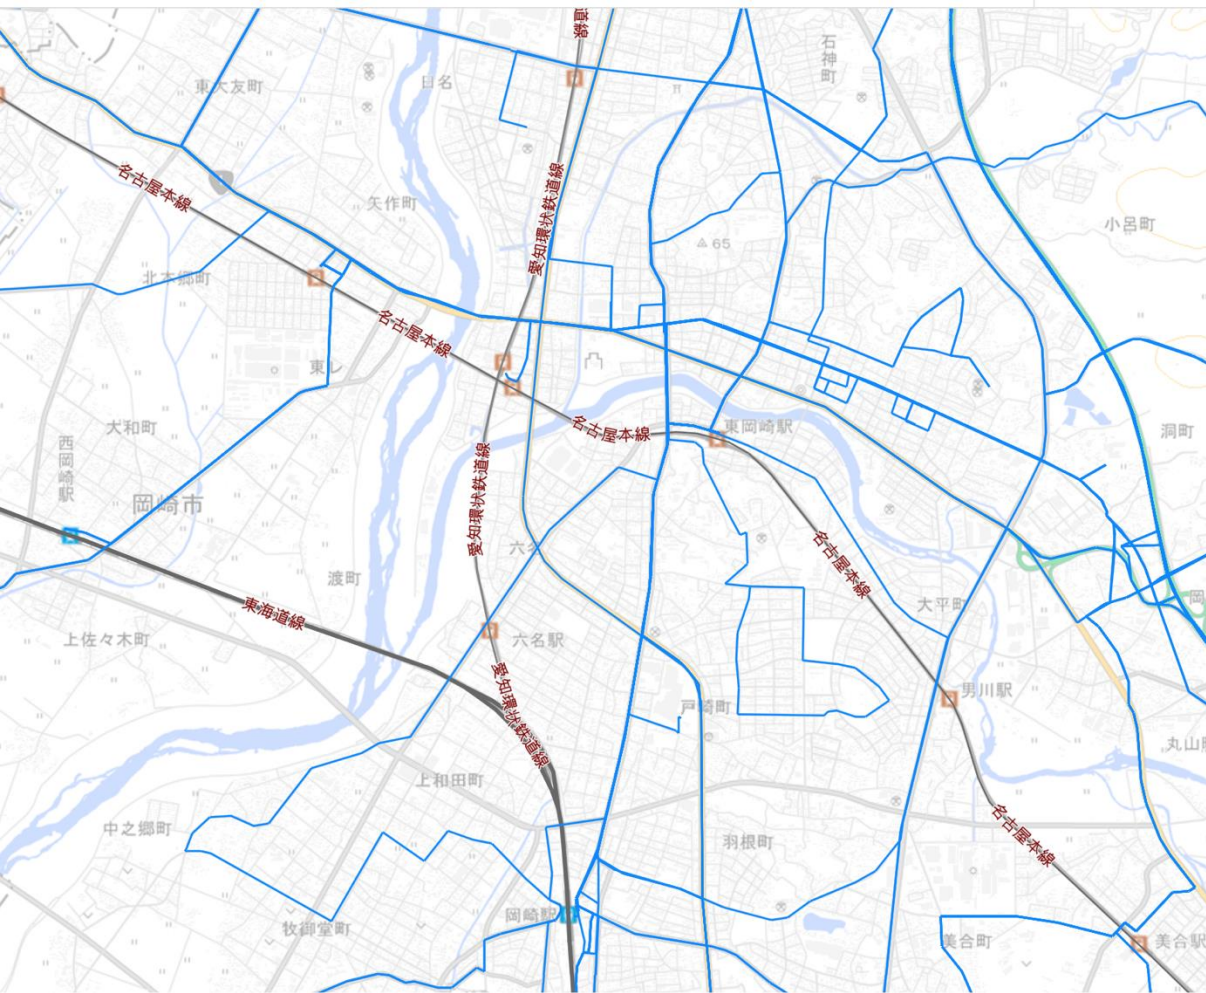 道線
日名
石神町
東大友町
名古屋本線
矢作町
愛知環状鉄道線
65
小呂町
北本郷町
名古屋本線
東レ
大和町
西岡崎駅
岡崎市
名古屋本線
東岡崎駅
洞町
愛知環状鉄道線
六名
名古屋本線
渡町
大平町
岡
東海道線
上佐々木町
六名駅
愛知環状鉄道線
戸崎町
男川駅
丸山
上和田町
中之郷町
羽根町
名古屋本線
岡崎駅
牧御堂町
美合町
美合駅